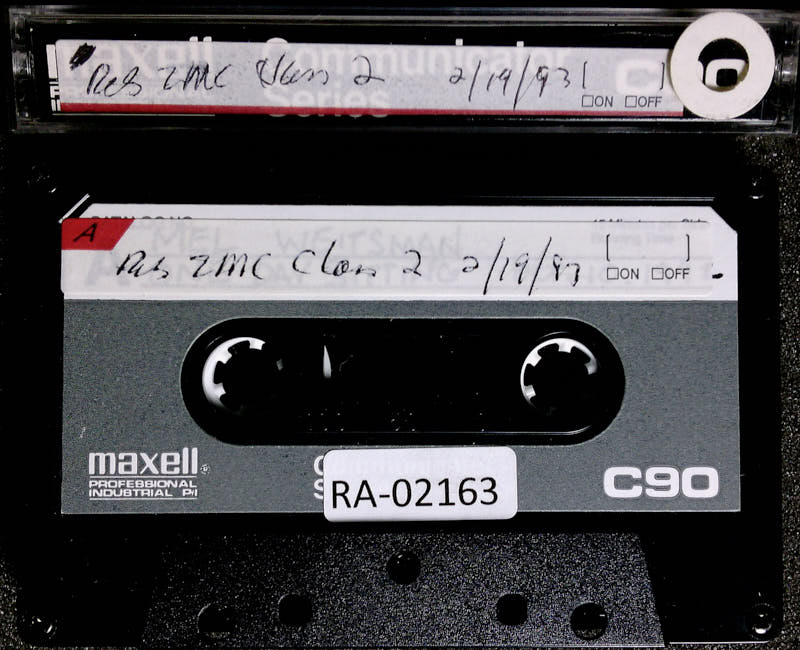 maxell Communicator
Reb ZMC Class 2 2/19/93 [ ]
Series
C
ON OFF
A
MEL WEITSMAN
Reb ZMC Class 2 2/19/93 [ ]
ON OFF
maxell
PROFESSIONAL
INDUSTRIAL P/I
RA-02163
C90